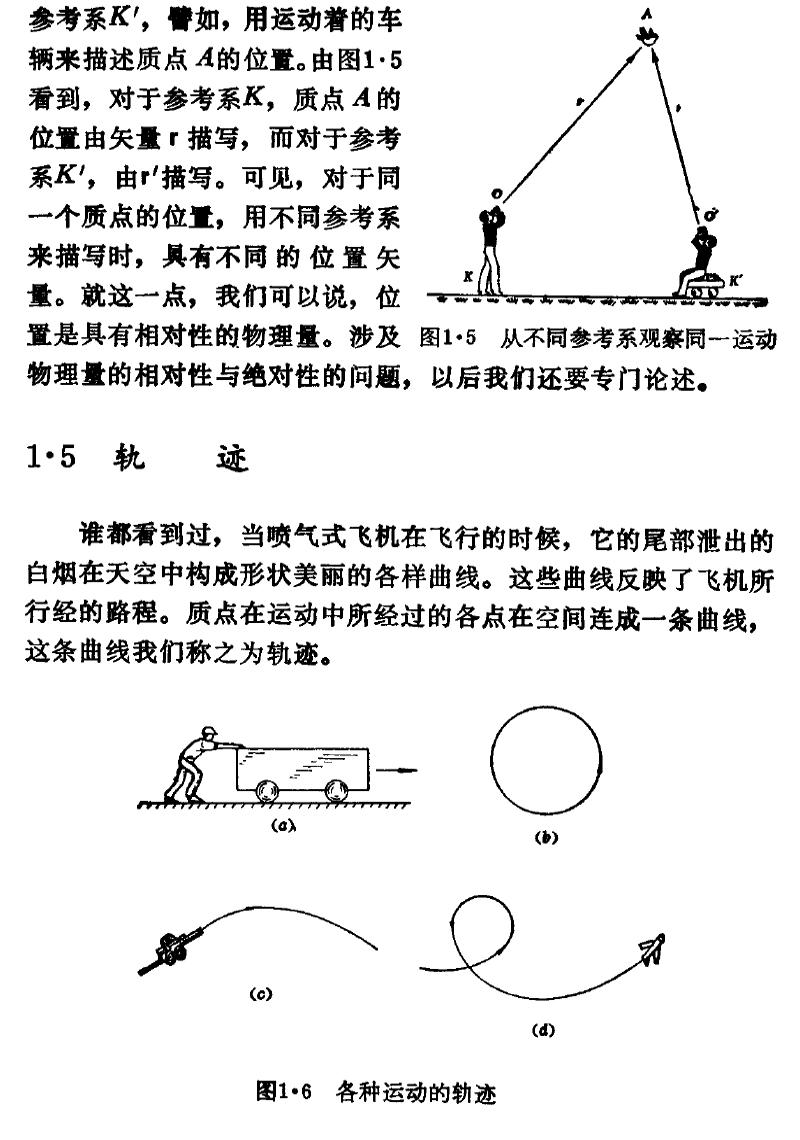 参考系K′，譬如，用运动着的车
辆来描述质点 A的位置。由图1·5
看到，对于参考系K，质点 A 的
位置由矢量 r 描写，而对于参考
系K′，由r′描写。可见，对于同
一个质点的位置，用不同参考系
来描写时，具有不同的位置矢
量。就这一点，我们可以说，位
置是具有相对性的物理量。涉及
物理量的相对性与绝对性的问题，以后我们还要专门论述。
A
r
O
O′
K
K′
图1·5 从不同参考系观察同一运动
1·5 轨 迹
谁都看到过，当喷气式飞机在飞行的时候，它的尾部泄出的
白烟在天空中构成形状美丽的各样曲线。这些曲线反映了飞机所
行经的路程。质点在运动中所经过的各点在空间连成一条曲线，
这条曲线我们称之为轨迹。
(a)
(b)
(c)
(d)
图1·6 各种运动的轨迹